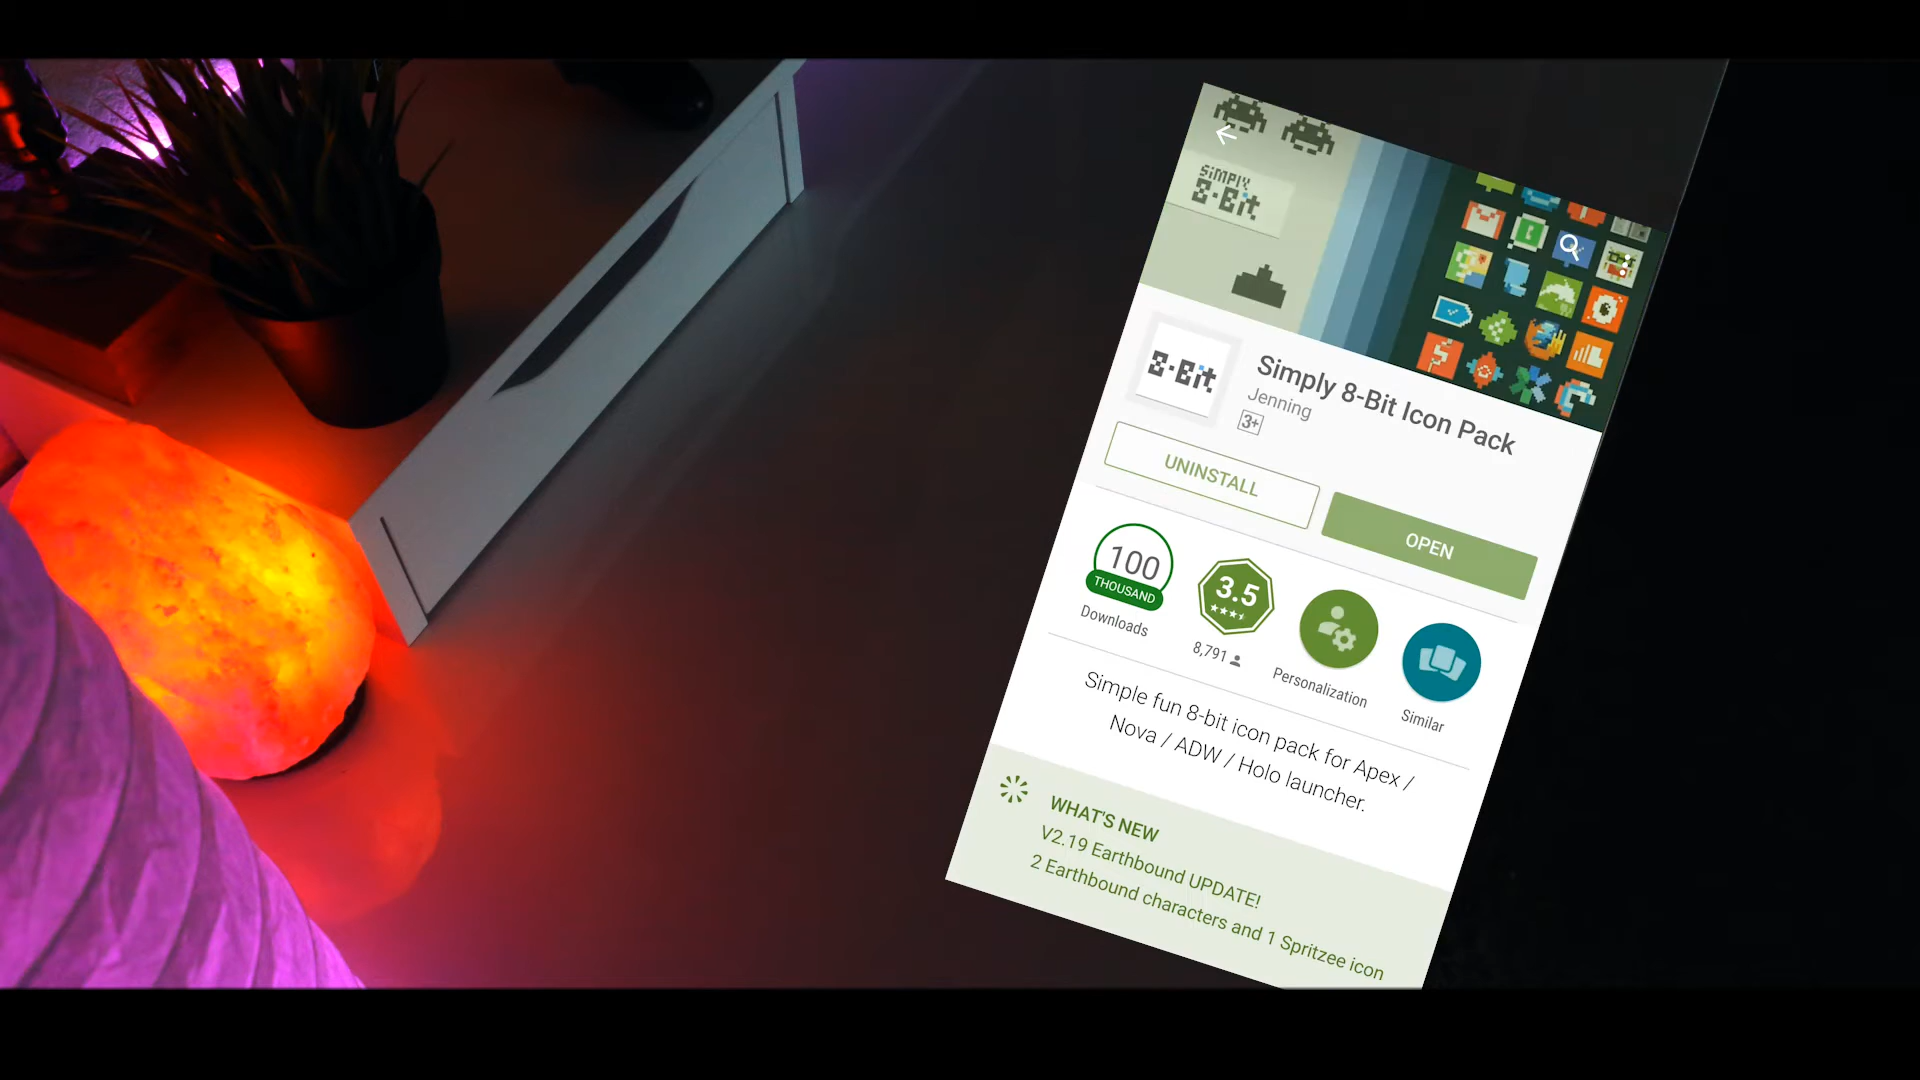 SiMPLY
8-Bit
8-Bit
Simply 8-Bit Icon Pack
Jenning
3+
UNINSTALL
OPEN
100
THOUSAND
Downloads
3.5
8,791
Personalization
Similar
Simple fun 8-bit icon pack for Apex /
Nova / ADW / Holo launcher.
WHAT'S NEW
V2.19 Earthbound UPDATE!
2 Earthbound characters and 1 Spritzee icon